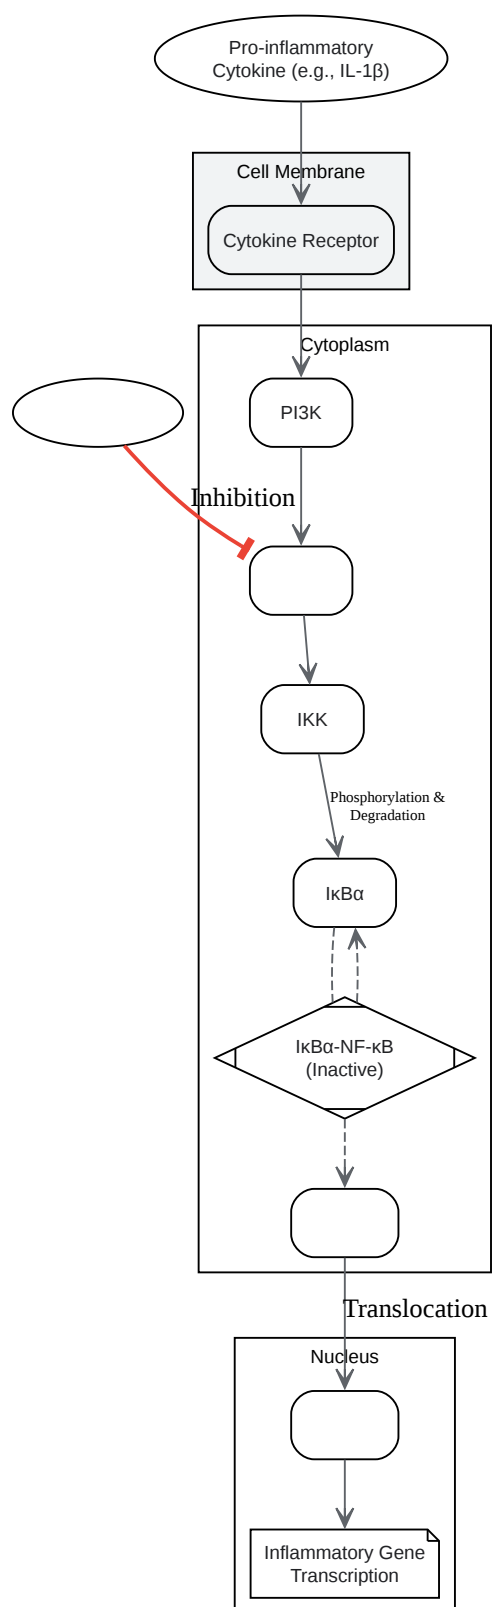 Pro-inflammatory
Cytokine (e.g., IL-1β)
Cell Membrane
Cytokine Receptor
Cytoplasm
PI3K
Inhibition
IKK
Phosphorylation &
Degradation
IκBα
IκBα-NF-κB
(Inactive)
Translocation
Nucleus
Inflammatory Gene
Transcription